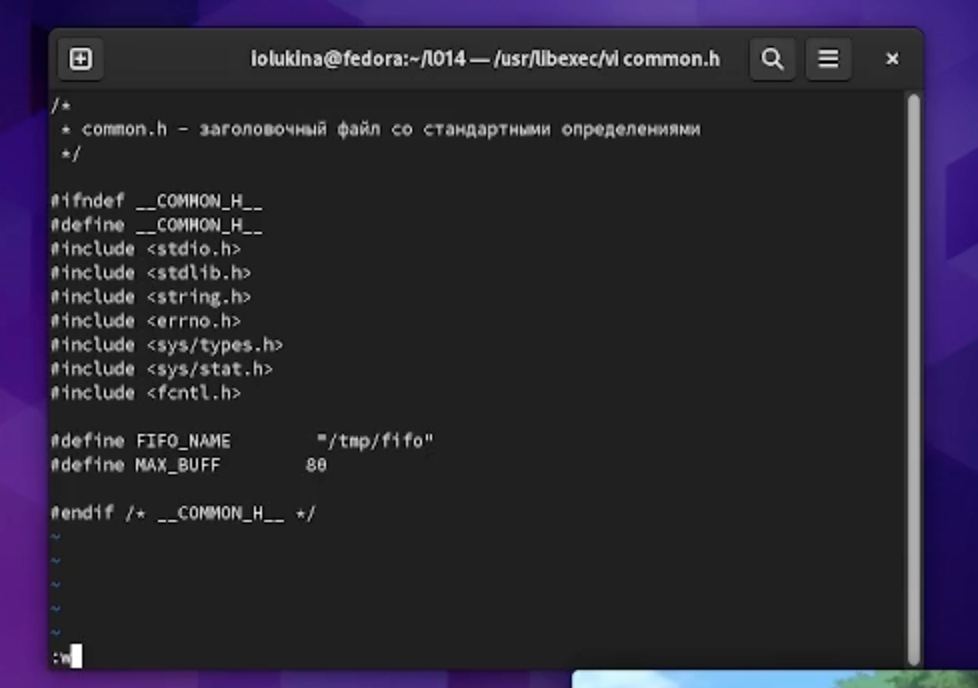 iolukina@fedora:~/l014 — /usr/libexec/vi common.h
/*
 * common.h - заголовочный файл со стандартными определениями
 */
#ifndef __COMMON_H__
#define __COMMON_H__
#include <stdio.h>
#include <stdlib.h>
#include <string.h>
#include <errno.h>
#include <sys/types.h>
#include <sys/stat.h>
#include <fcntl.h>
#define FIFO_NAME        "/tmp/fifo"
#define MAX_BUFF        80
#endif /* __COMMON_H__ */
~
~
~
~
~
:w